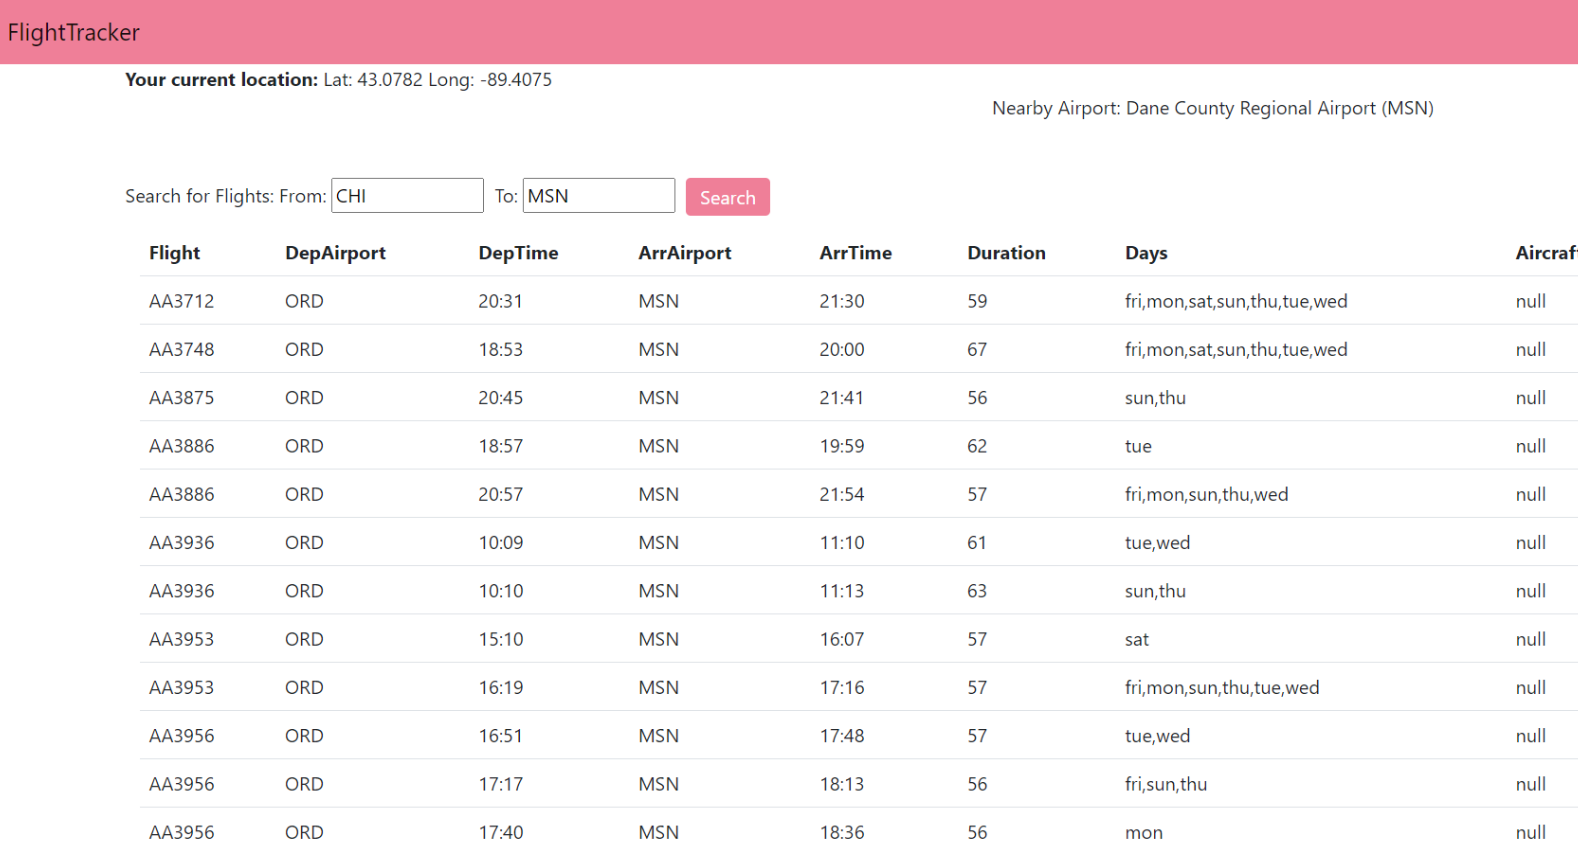 FlightTracker
Your current location: Lat: 43.0782 Long: -89.4075
Nearby Airport: Dane County Regional Airport (MSN)
Search for Flights: From: CHI To: MSN Search
Flight DepAirport DepTime ArrAirport ArrTime Duration Days Aircraf
AA3712 ORD 20:31 MSN 21:30 59 fri,mon,sat,sun,thu,tue,wed null
AA3748 ORD 18:53 MSN 20:00 67 fri,mon,sat,sun,thu,tue,wed null
AA3875 ORD 20:45 MSN 21:41 56 sun,thu null
AA3886 ORD 18:57 MSN 19:59 62 tue null
AA3886 ORD 20:57 MSN 21:54 57 fri,mon,sun,thu,wed null
AA3936 ORD 10:09 MSN 11:10 61 tue,wed null
AA3936 ORD 10:10 MSN 11:13 63 sun,thu null
AA3953 ORD 15:10 MSN 16:07 57 sat null
AA3953 ORD 16:19 MSN 17:16 57 fri,mon,sun,thu,tue,wed null
AA3956 ORD 16:51 MSN 17:48 57 tue,wed null
AA3956 ORD 17:17 MSN 18:13 56 fri,sun,thu null
AA3956 ORD 17:40 MSN 18:36 56 mon null